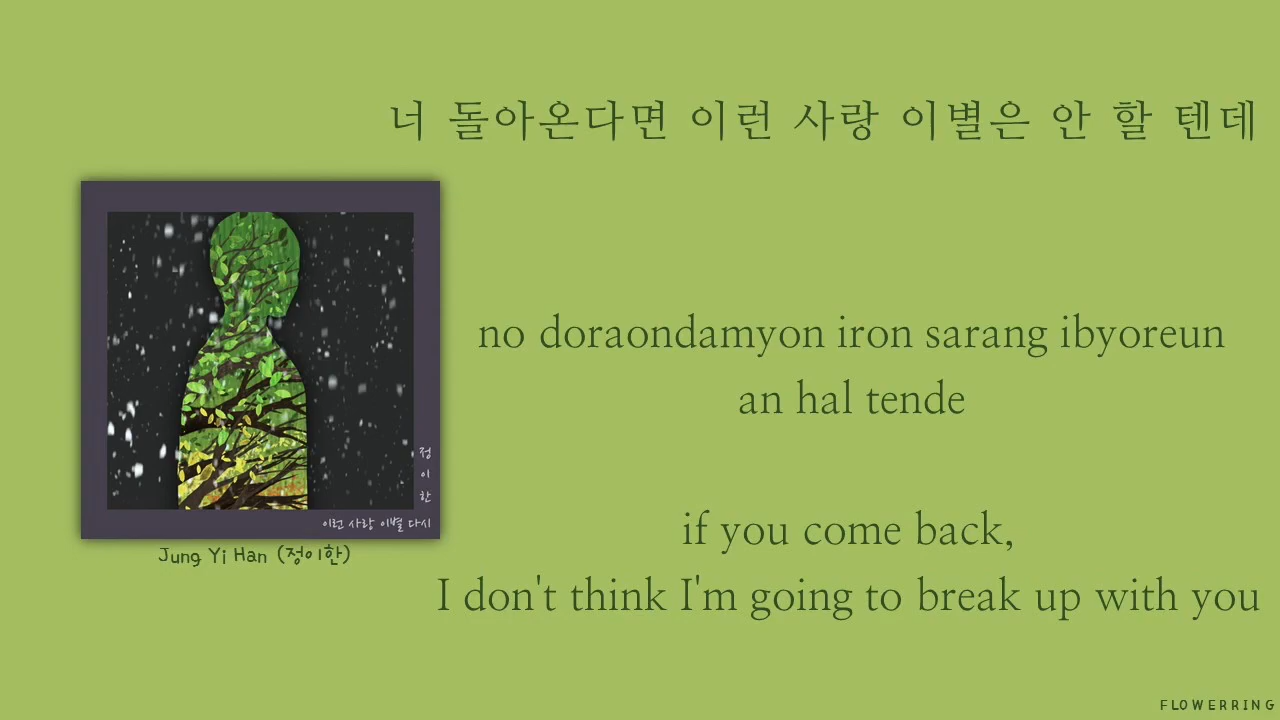 너 돌아온다면 이런 사랑 이별은 안 할 텐데
no doraondamyon iron sarang ibyoreun
an hal tende
if you come back,
I don't think I'm going to break up with you
정
이
한
이런 사랑 이별 다시
Jung Yi Han (정이한)
FLOWERRING